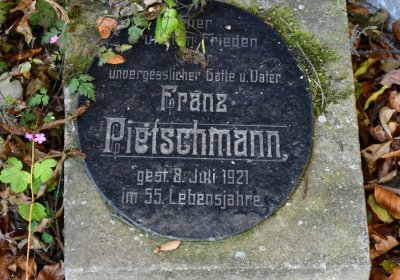 Frieden
unvergesslicher Gatte u. Vater
Franz
Pietschmann,
gest. 8. Juli 1921
im 55. Lebensjahre